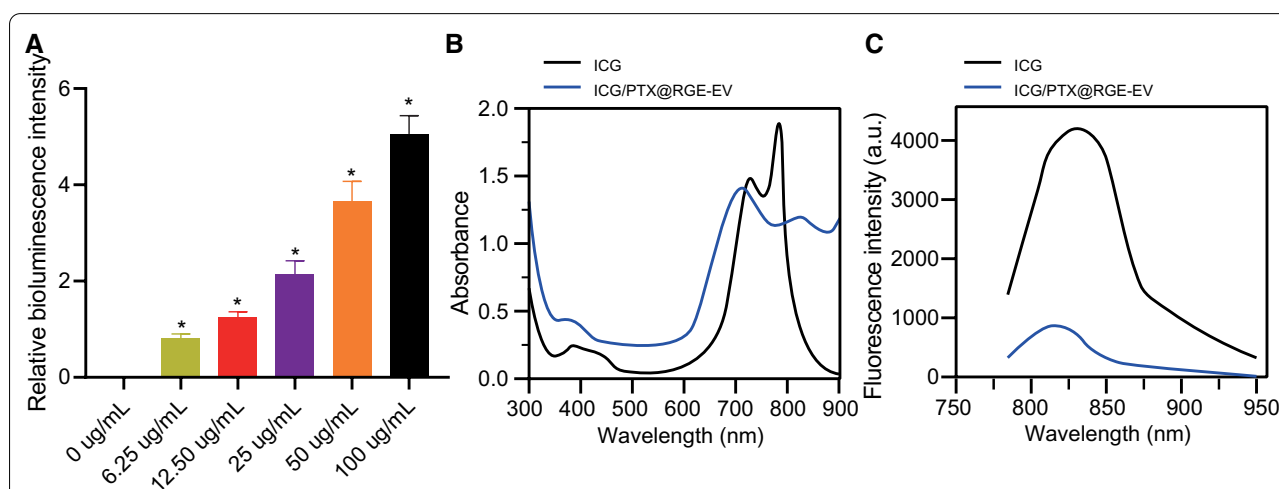 A
Relative bioluminescence intensity
6
4
2
0
*
*
*
*
*
0 ug/mL
6.25 ug/mL
12.50 ug/mL
25 ug/mL
50 ug/mL
100 ug/mL
B
ICG
ICG/PTX@RGE-EV
Absorbance
2.0
1.5
1.0
0.5
0.0
300 400 500 600 700 800 900
Wavelength (nm)
C
ICG
ICG/PTX@RGE-EV
Fluorescence intensity (a.u.)
4000
3000
2000
1000
0
750 800 850 900 950
Wavelength (nm)